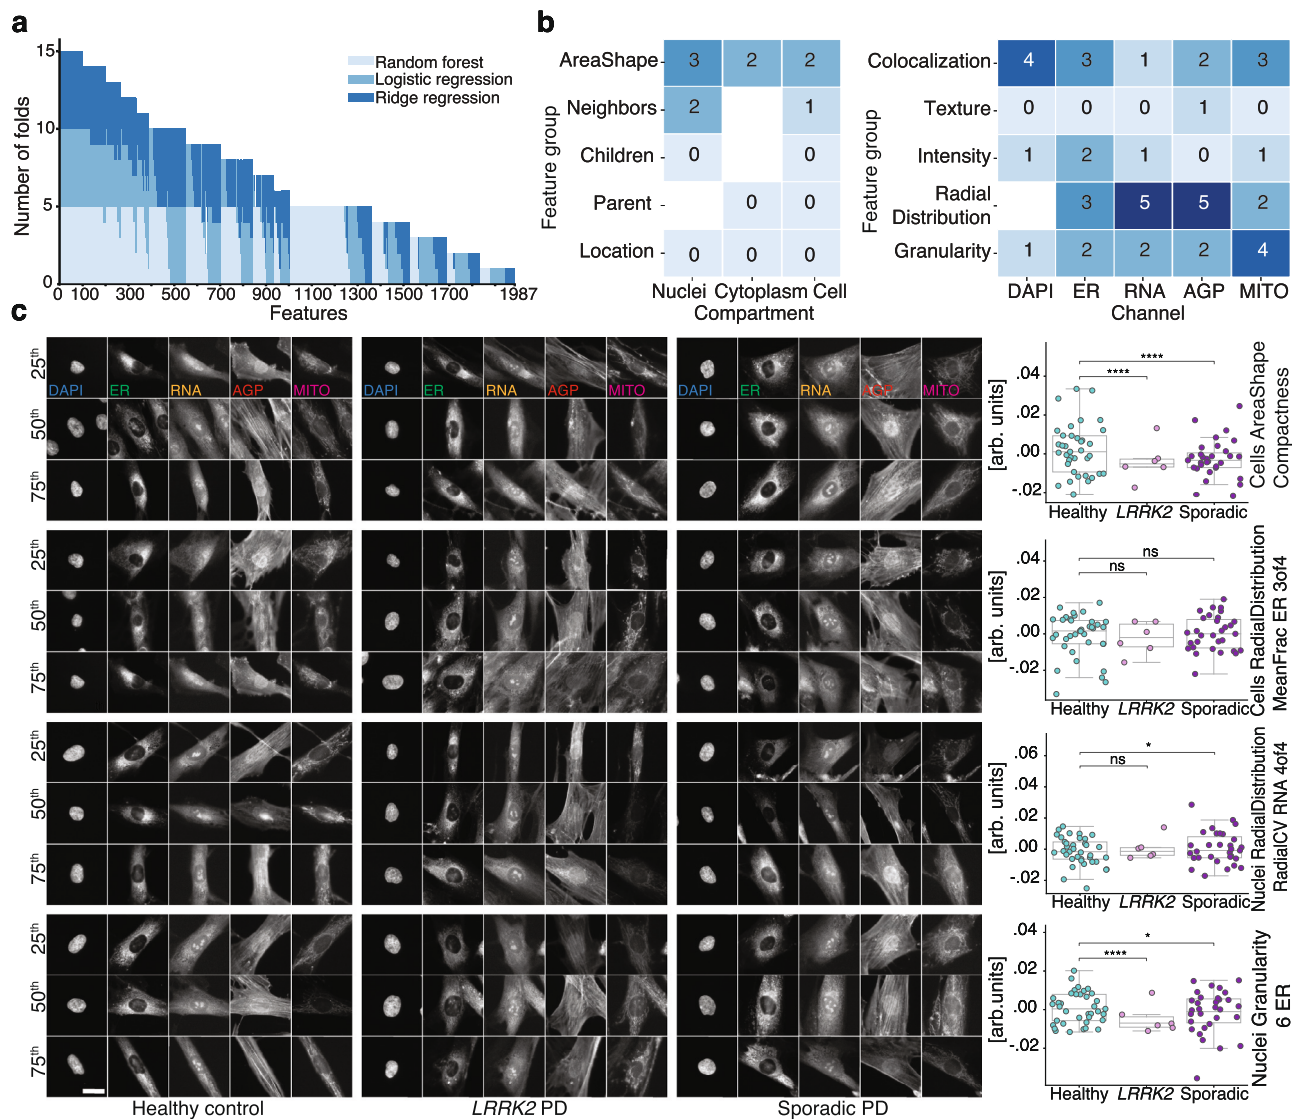 a
Number of folds
15
10
5
0
Random forest
Logistic regression
Ridge regression
0 100 300 500 700 900 1100 1300 1500 1700 1987
Features
b
Feature group
AreaShape 3 2 2
Neighbors 2 1
Children 0 0
Parent 0 0
Location 0 0 0
Nuclei Cytoplasm Cell
Compartment
Feature group
Colocalization 4 3 1 2 3
Texture 0 0 0 1 0
Intensity 1 2 1 0 1
Radial
Distribution 3 5 5 2
Granularity 1 2 2 2 4
DAPI ER RNA AGP MITO
Channel
c
25th
DAPI ER RNA AGP MITO
DAPI ER RNA AGP MITO
DAPI ER RNA AGP MITO
50th
75th
25th
50th
75th
25th
50th
75th
25th
50th
75th
Healthy control
LRRK2 PD
Sporadic PD
[arb. units]
.04
.02
.00
-.02
****
****
Healthy LRRK2 Sporadic
Cells AreaShape
Compactness
[arb. units]
.04
.02
.00
-.02
ns
ns
Healthy LRRK2 Sporadic
Cells RadialDistribution
MeanFrac ER 3of4
[arb. units]
.06
.04
.02
.00
-.02
*
ns
Healthy LRRK2 Sporadic
Nuclei RadialDistribution
RadialCV RNA 4of4
[arb.units]
.04
.02
.00
-.02
*
****
Healthy LRRK2 Sporadic
Nuclei Granularity
6 ER